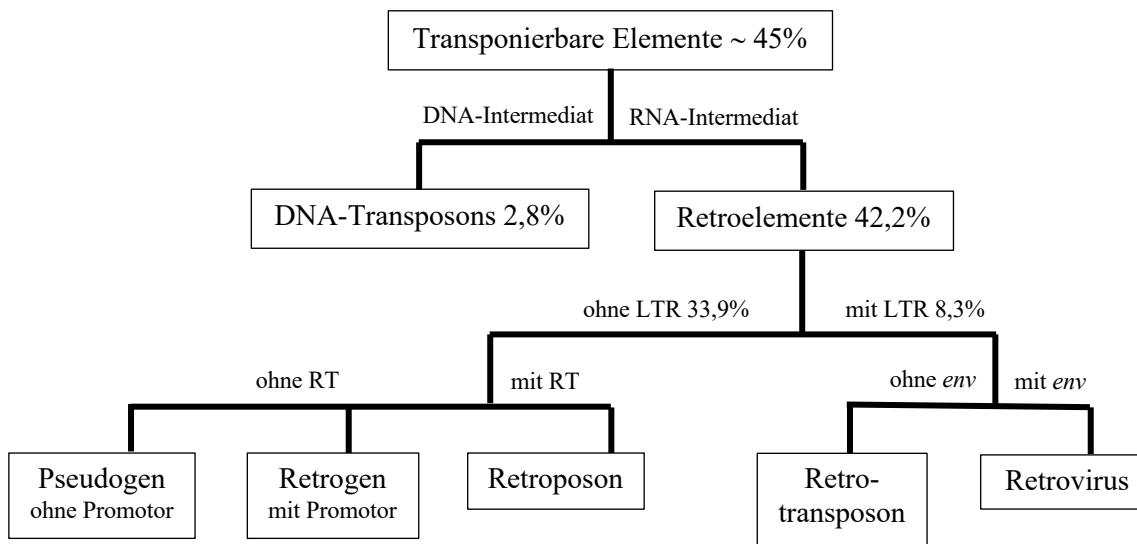 Transponierbare Elemente ~ 45%
DNA-Intermediat
RNA-Intermediat
DNA-Transposons 2,8%
Retroelemente 42,2%
ohne LTR 33,9%
mit LTR 8,3%
ohne RT
mit RT
ohne env
mit env
Pseudogen
ohne Promotor
Retrogen
mit Promotor
Retroposon
Retro-
transposon
Retrovirus